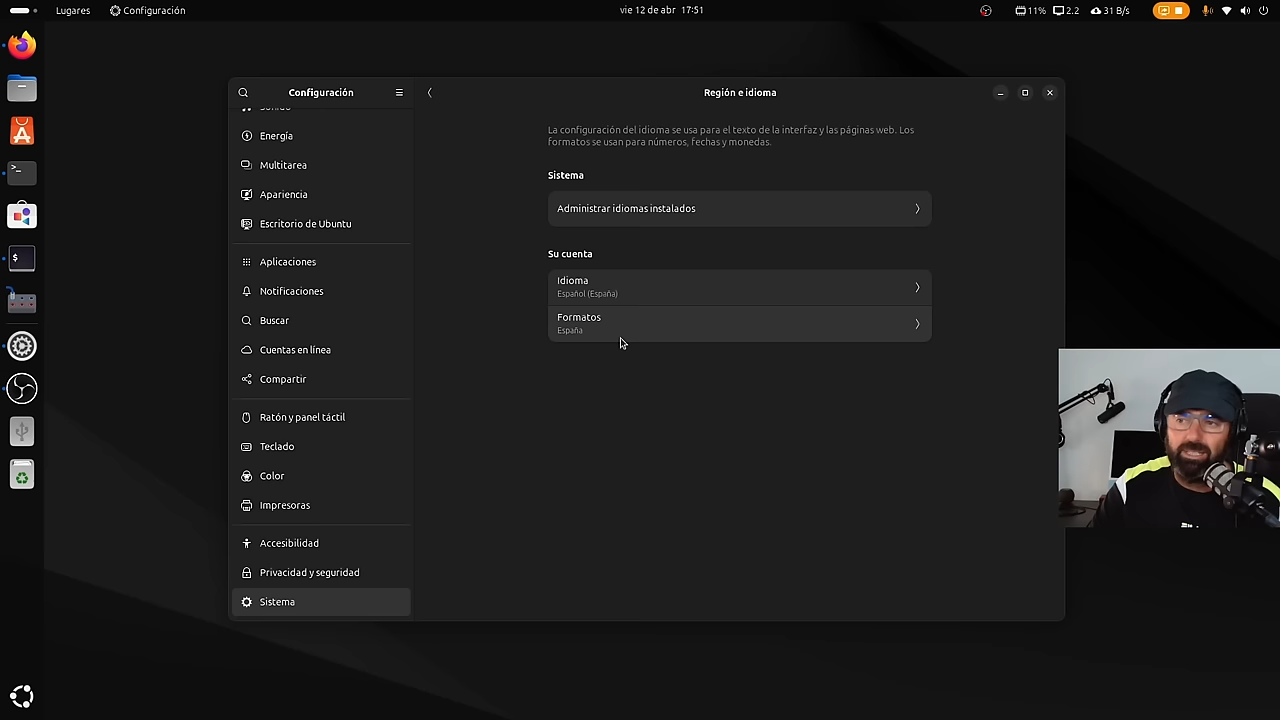 Lugares
Configuración
vie 12 de abr 17:51
11%
2.2
31 B/s
Configuración
Región e idioma
Sonido
Energía
Multitarea
Apariencia
Escritorio de Ubuntu
Aplicaciones
Notificaciones
Buscar
Cuentas en línea
Compartir
Ratón y panel táctil
Teclado
Color
Impresoras
Accesibilidad
Privacidad y seguridad
Sistema
La configuración del idioma se usa para el texto de la interfaz y las páginas web. Los
formatos se usan para números, fechas y monedas.
Sistema
Administrar idiomas instalados
Su cuenta
Idioma
Español (España)
Formatos
España